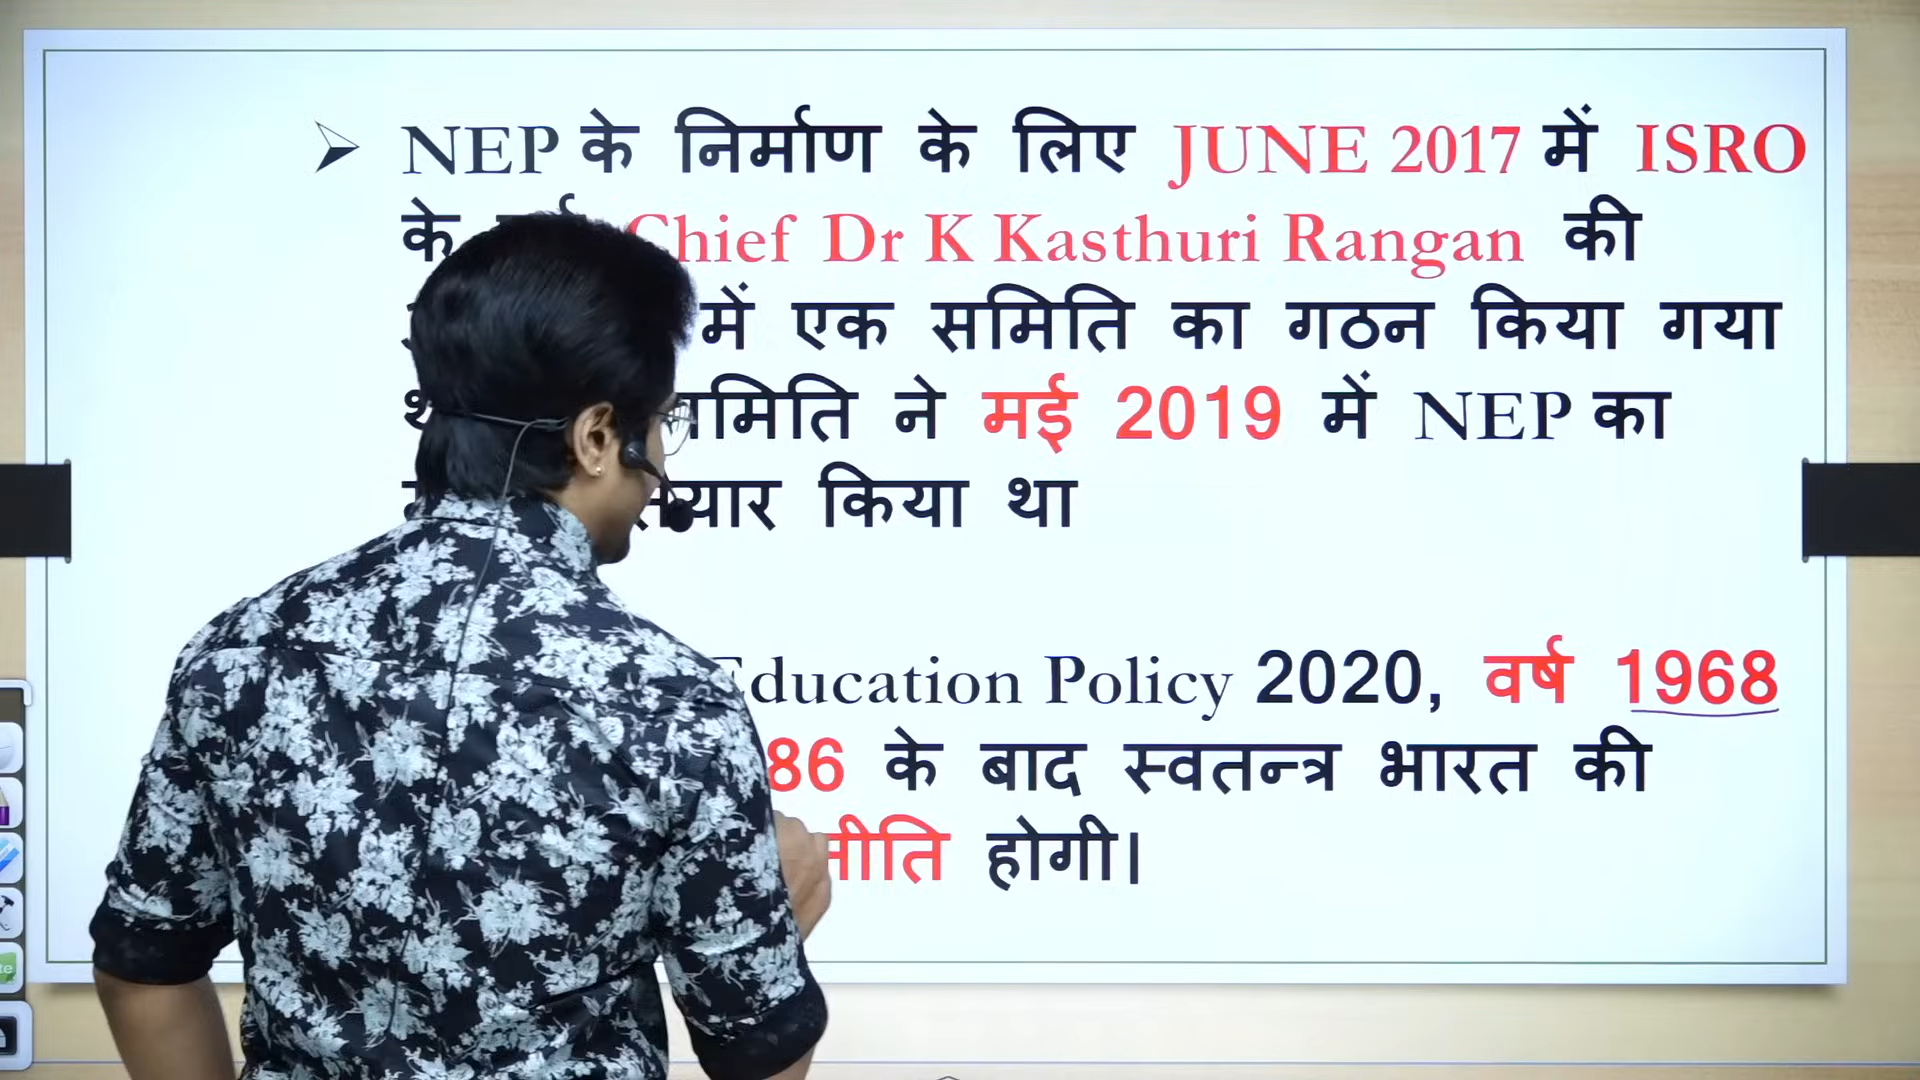 NEP के निर्माण के लिए JUNE 2017 में ISRO
के Chief Dr K Kasthuri Rangan की
में एक समिति का गठन किया गया
समिति ने मई 2019 में NEP का
तैयार किया था
Education Policy 2020, वर्ष 1968
86 के बाद स्वतन्त्र भारत की
नीति होगी।